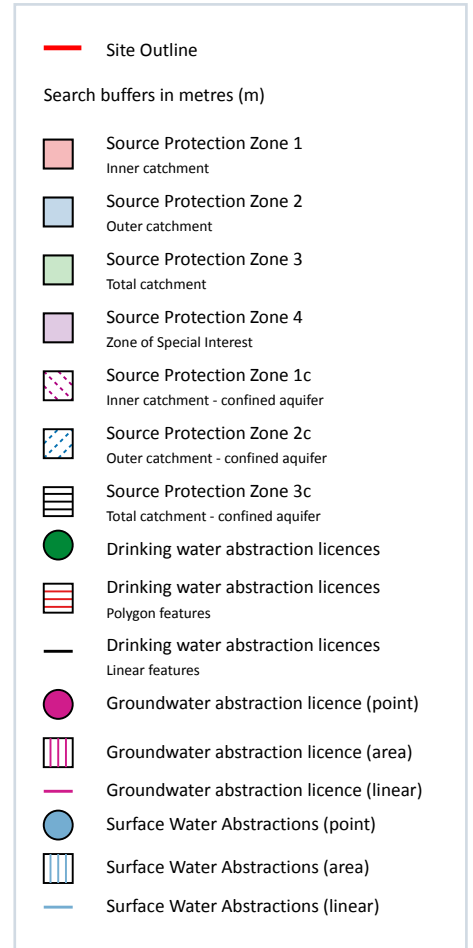 Site Outline
Search buffers in metres (m)
Source Protection Zone 1
Inner catchment
Source Protection Zone 2
Outer catchment
Source Protection Zone 3
Total catchment
Source Protection Zone 4
Zone of Special Interest
Source Protection Zone 1c
Inner catchment - confined aquifer
Source Protection Zone 2c
Outer catchment - confined aquifer
Source Protection Zone 3c
Total catchment - confined aquifer
Drinking water abstraction licences
Drinking water abstraction licences
Polygon features
Drinking water abstraction licences
Linear features
Groundwater abstraction licence (point)
Groundwater abstraction licence (area)
Groundwater abstraction licence (linear)
Surface Water Abstractions (point)
Surface Water Abstractions (area)
Surface Water Abstractions (linear)